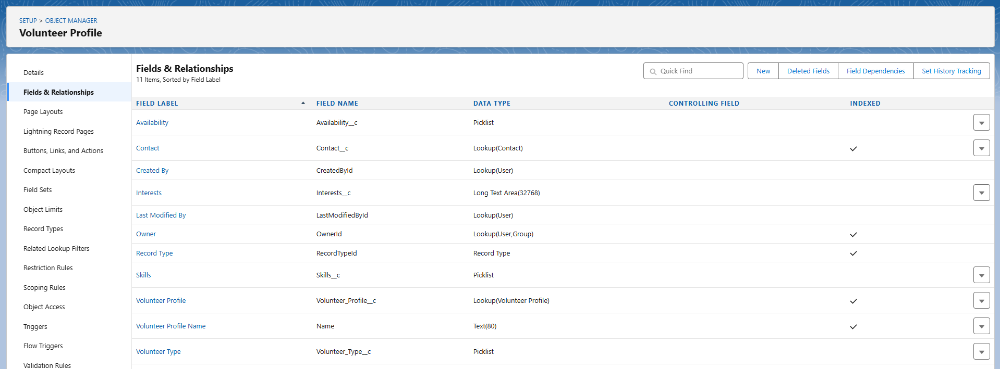 SETUP > OBJECT MANAGER
Volunteer Profile
Details
Fields & Relationships
Page Layouts
Lightning Record Pages
Buttons, Links, and Actions
Compact Layouts
Field Sets
Object Limits
Record Types
Related Lookup Filters
Restriction Rules
Scoping Rules
Object Access
Triggers
Flow Triggers
Validation Rules
Fields & Relationships
11 Items, Sorted by Field Label
Quick Find
New Deleted Fields Field Dependencies Set History Tracking
FIELD LABEL FIELD NAME DATA TYPE CONTROLLING FIELD INDEXED
Availability Availability__c Picklist
Contact Contact__c Lookup(Contact)
Created By CreatedById Lookup(User)
Interests Interests__c Long Text Area(32768)
Last Modified By LastModifiedById Lookup(User)
Owner OwnerId Lookup(User,Group)
Record Type RecordTypeId Record Type
Skills Skills__c Picklist
Volunteer Profile Volunteer_Profile__c Lookup(Volunteer Profile)
Volunteer Profile Name Name Text(80)
Volunteer Type Volunteer_Type__c Picklist